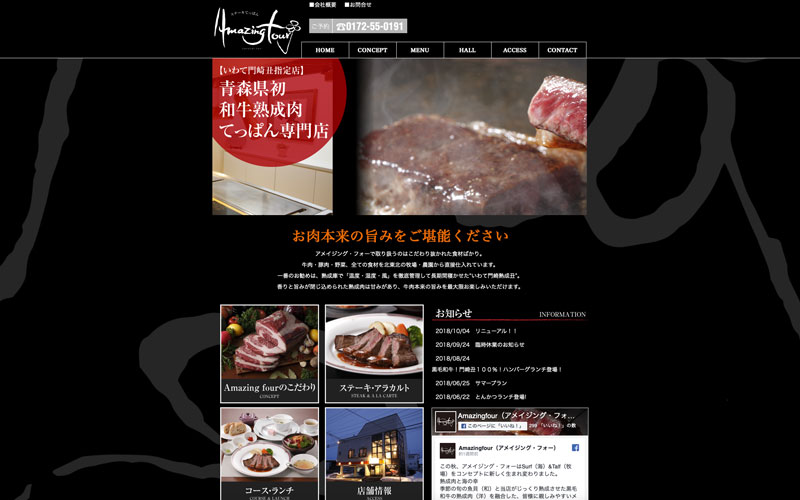 ■会社概要 ■お問合せ
ステーキてっぱん
Amazing four
ご予約 ☎0172-55-0191
HOME CONCEPT MENU HALL ACCESS CONTACT
【いわて門崎丑指定店】
青森県初
和牛熟成肉
てっぱん専門店
お肉本来の旨みをご堪能ください
アメイジング・フォーで取り扱うのはこだわり抜かれた食材ばかり。
牛肉・豚肉・野菜、全ての食材を北東北の牧場・農園から直接仕入れています。
一番のお勧めは、熟成庫で「温度・湿度・風」を徹底管理して長期間寝かせた“いわて門崎熟成丑”。
香りと旨みが閉じ込められた熟成肉は甘みがあり、牛肉本来の旨みを最大限お楽しみいただけます。
Amazing fourのこだわり
CONCEPT
ステーキ・アラカルト
STEAK & A LA CARTE
コース・ランチ
COURSE & LAUNCH
店舗情報
ACCESS
お知らせ INFORMATION
2018/10/04 リニューアル！！
2018/09/24 臨時休業のお知らせ
2018/08/24
黒毛和牛！門崎丑１００％！ハンバーグランチ登場！
2018/06/25 サマープラン
2018/06/22 とんかつランチ登場！
Amazingfour（アメイジング・フォ...
このページに「いいね！」 299 「いいね！」の数
Amazingfour（アメイジング・フォー）
約1週間前
この秋、アメイジング・フォーはSurf（海）&Talf（牧
場）をコンセプトに新しく生まれ変わりました。
熟成肉と海の幸
季節の旬の魚貝（和）と当店がじっくり熟成させた黒毛
和牛の熟成肉（洋）を融合した、皆様に親しみやすいメ